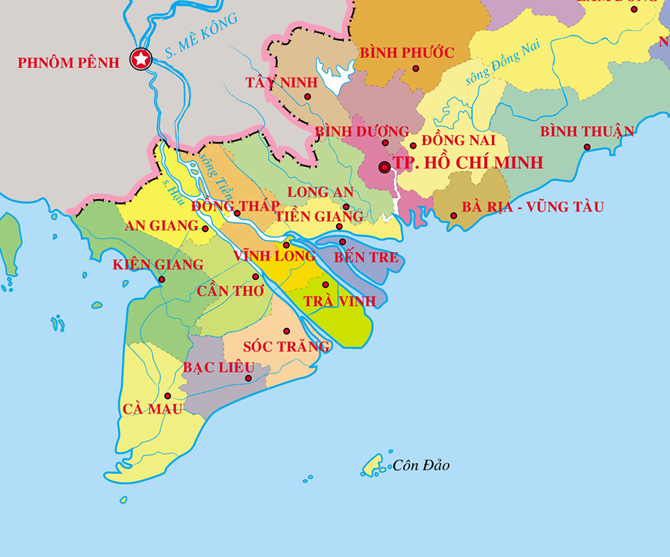 LÂM ĐỒNG
S. MÊ KÔNG
BÌNH PHƯỚC
sông Đồng Nai
PHNÔM PÊNH
TÂY NINH
BÌNH DƯƠNG
ĐỒNG NAI
BÌNH THUẬN
TP. HỒ CHÍ MINH
sông Tiền
s. Hậu
LONG AN
ĐỒNG THÁP
TIỀN GIANG
BÀ RỊA - VŨNG TÀU
AN GIANG
VĨNH LONG
BẾN TRE
KIÊN GIANG
CẦN THƠ
TRÀ VINH
SÓC TRĂNG
BẠC LIÊU
CÀ MAU
Côn Đảo